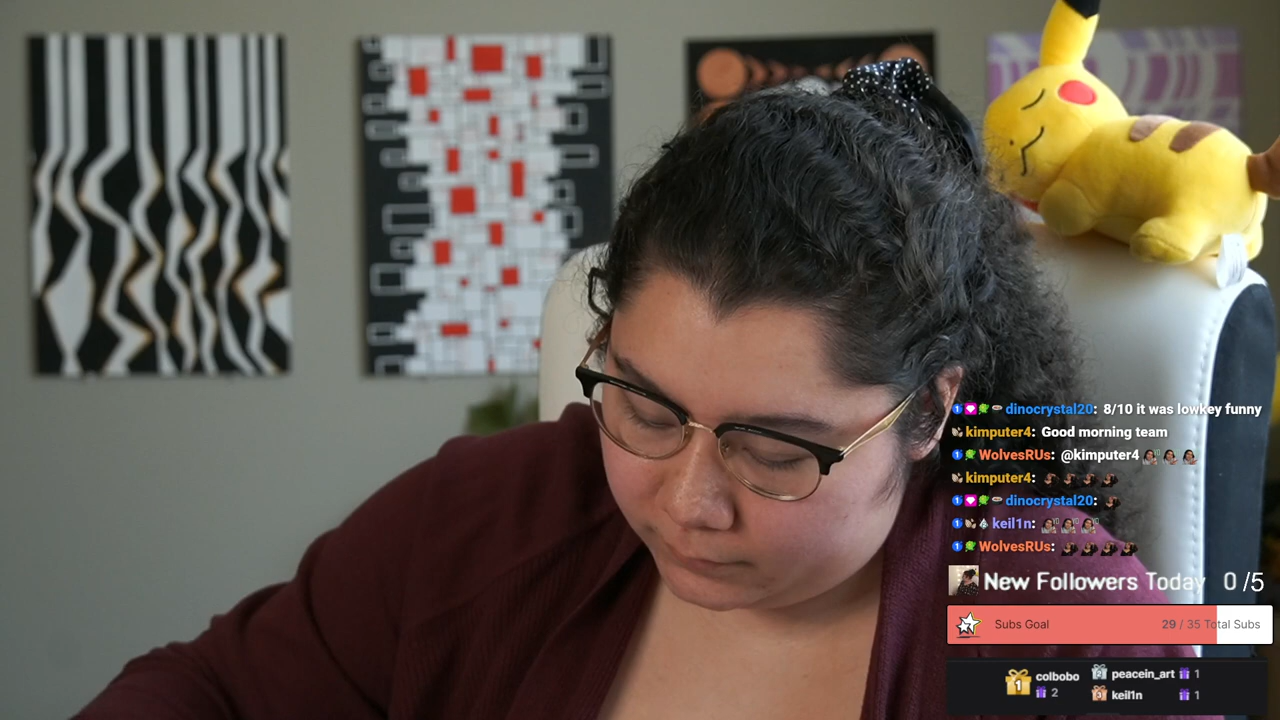 dinocrystal20: 8/10 it was lowkey funny
kimputer4: Good morning team
WolvesRUs: @kimputer4
kimputer4:
dinocrystal20:
keil1n:
WolvesRUs:
New Followers Today 0 /5
Subs Goal 29 / 35 Total Subs
colbobo 2
peacein_art 1
keil1n 1